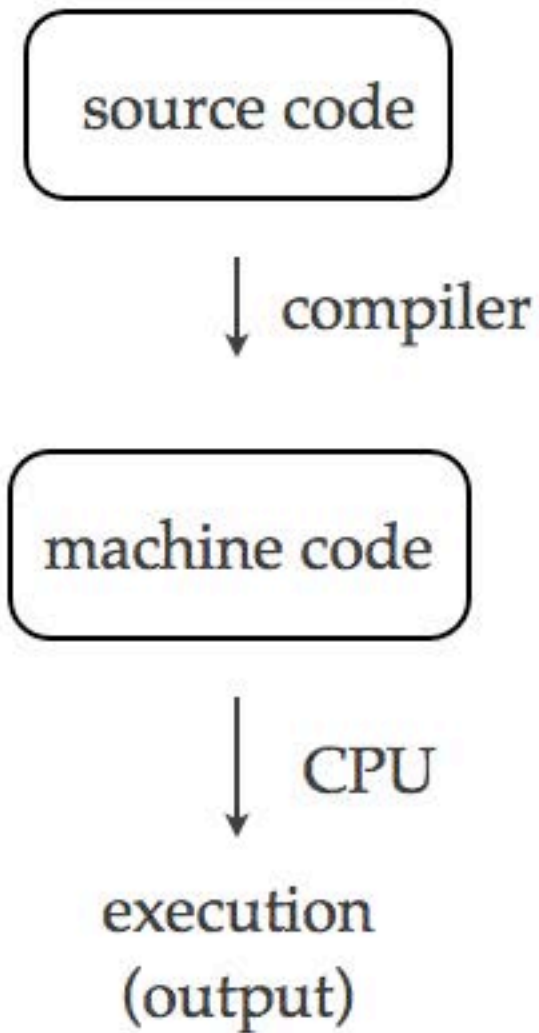 source code
compiler
machine code
CPU
execution
(output)